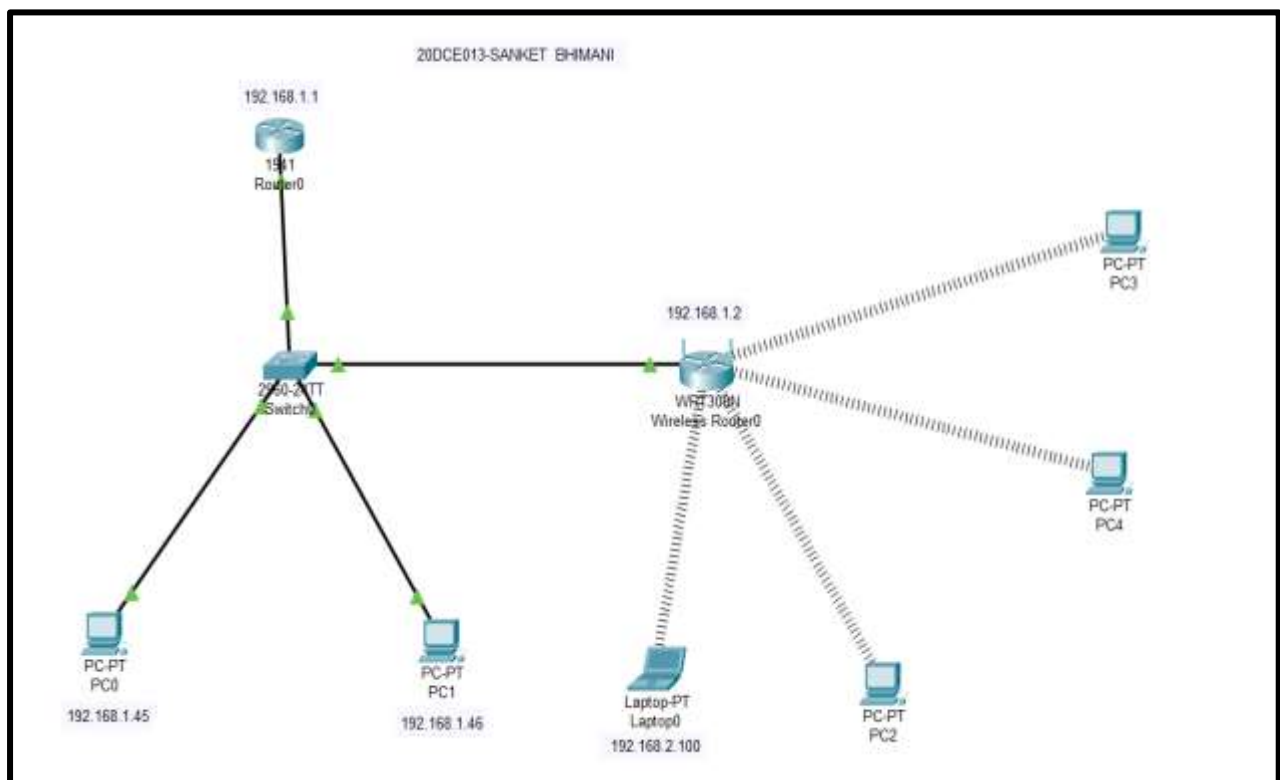 20DCE013-SANKET BHIMANI
192.168.1.1
Router0
PC-PT
PC3
192.168.1.2
WRT300N
Wireless Router0
PC-PT
PC4
PC-PT
PC0
192.168.1.45
PC-PT
PC1
192.168.1.46
Laptop-PT
Laptop0
192.168.2.100
PC-PT
PC2